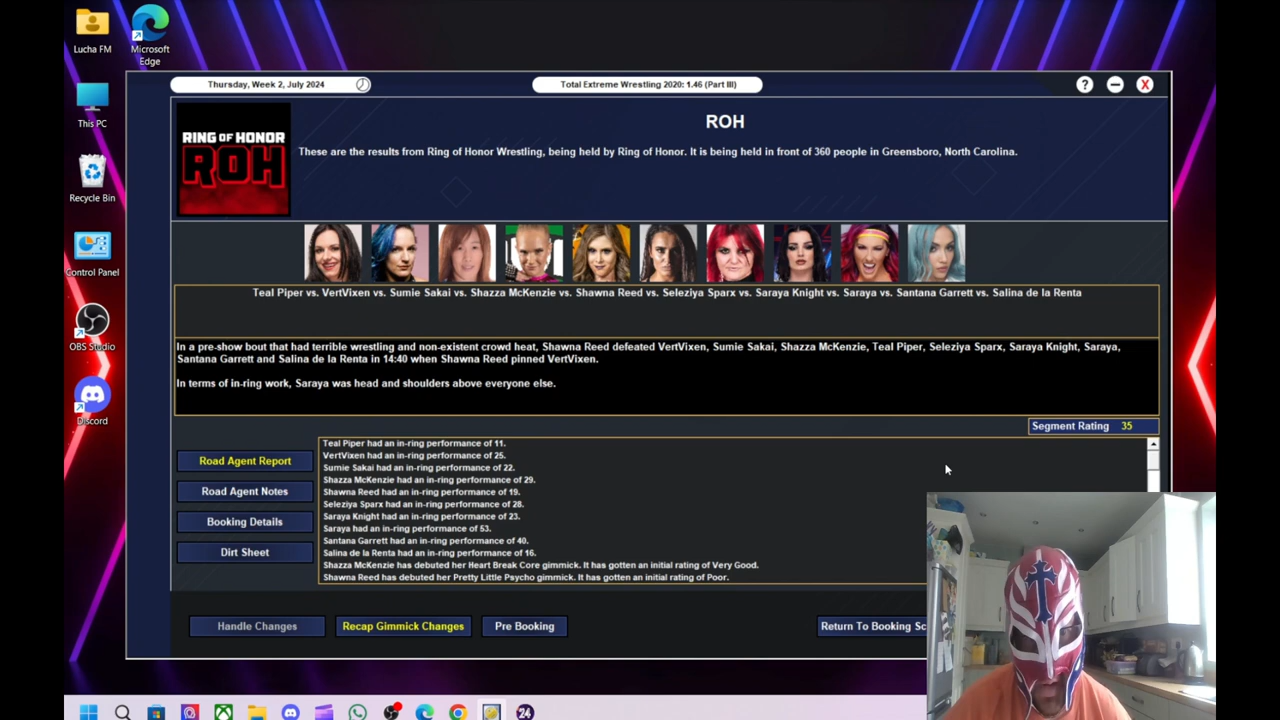 Lucha FM
Microsoft
Edge
This PC
Recycle Bin
Control Panel
OBS Studio
Discord
Thursday, Week 2, July 2024
Total Extreme Wrestling 2020: 1.46 (Part III)
?
X
RING OF HONOR
ROH
ROH
These are the results from Ring of Honor Wrestling, being held by Ring of Honor. It is being held in front of 360 people in Greensboro, North Carolina.
Teal Piper vs. VertVixen vs. Sumie Sakai vs. Shazza McKenzie vs. Shawna Reed vs. Seleziya Sparx vs. Saraya Knight vs. Saraya vs. Santana Garrett vs. Salina de la Renta
In a pre-show bout that had terrible wrestling and non-existent crowd heat, Shawna Reed defeated VertVixen, Sumie Sakai, Shazza McKenzie, Teal Piper, Seleziya Sparx, Saraya Knight, Saraya,
Santana Garrett and Salina de la Renta in 14:40 when Shawna Reed pinned VertVixen.
In terms of in-ring work, Saraya was head and shoulders above everyone else.
Segment Rating 35
Road Agent Report
Road Agent Notes
Booking Details
Dirt Sheet
Teal Piper had an in-ring performance of 11.
VertVixen had an in-ring performance of 25.
Sumie Sakai had an in-ring performance of 22.
Shazza McKenzie had an in-ring performance of 29.
Shawna Reed had an in-ring performance of 19.
Seleziya Sparx had an in-ring performance of 28.
Saraya Knight had an in-ring performance of 23.
Saraya had an in-ring performance of 53.
Santana Garrett had an in-ring performance of 40.
Salina de la Renta had an in-ring performance of 16.
Shazza McKenzie has debuted her Heart Break Core gimmick. It has gotten an initial rating of Very Good.
Shawna Reed has debuted her Pretty Little Psycho gimmick. It has gotten an initial rating of Poor.
Handle Changes
Recap Gimmick Changes
Pre Booking
Return To Booking Sc
24